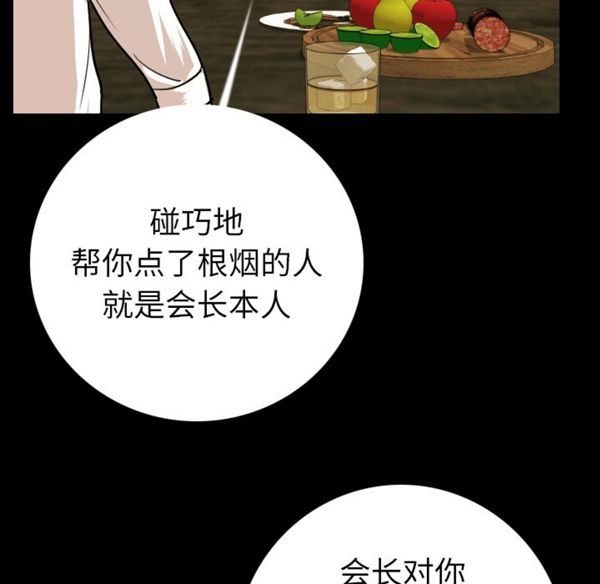 碰巧地
帮你点了根烟的人
就是会长本人
会长对你